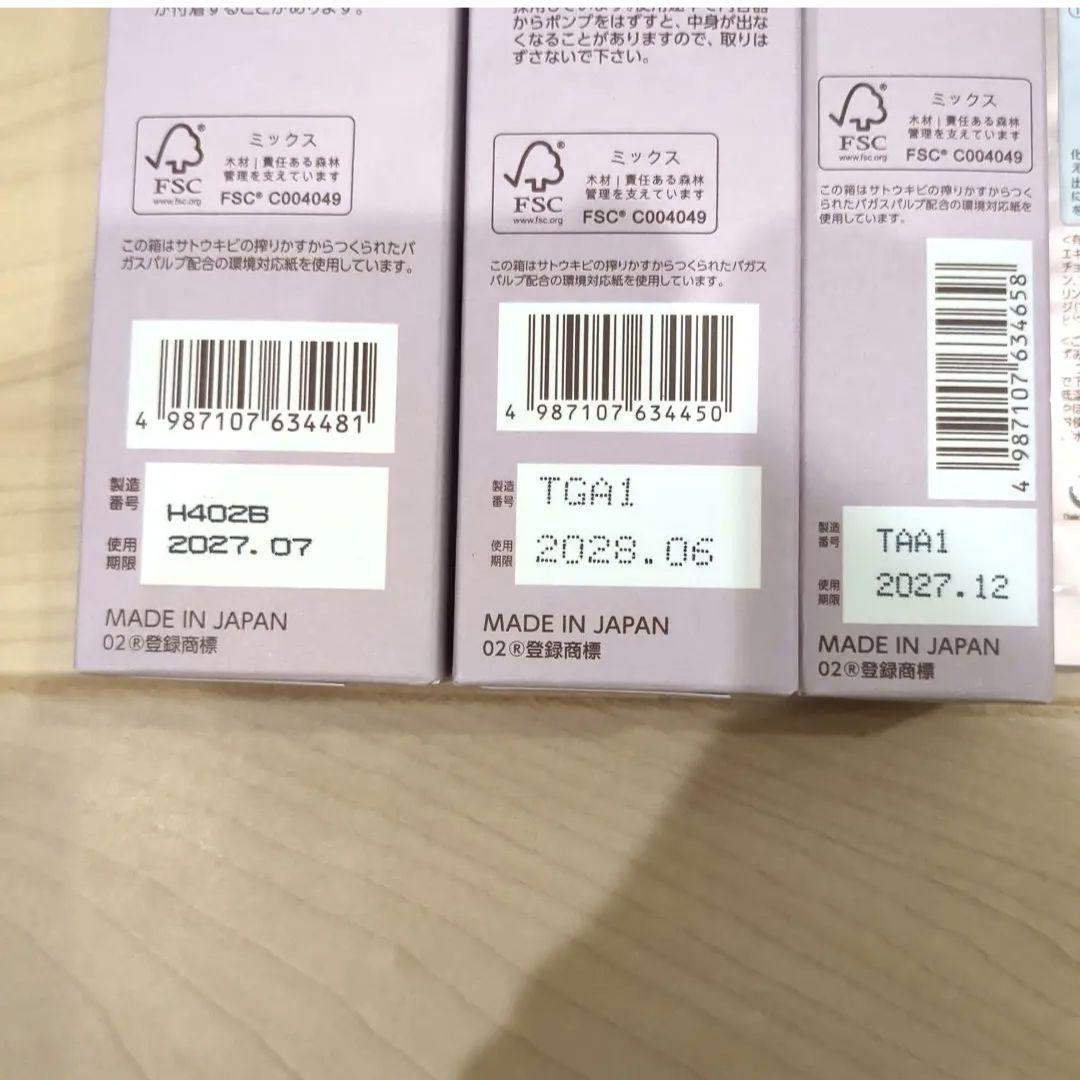 が付着することがあります。
ミックス
木材 | 責任ある森林
管理を支えています
FSC®
www.fsc.org
FSC® C004049
この箱はサトウキビの搾りかすからつくられたバ
ガスパルプ配合の環境対応紙を使用しています。
4 987107 634481
製造
番号
H402B
使用
期限
2027.07
MADE IN JAPAN
02®登録商標
からポンプをはずすと、中身が出な
くなることがありますので、取りは
ずさないで下さい。
ミックス
木材 | 責任ある森林
管理を支えています
FSC®
www.fsc.org
FSC® C004049
この箱はサトウキビの搾りかすからつくられたバガス
パルプ配合の環境対応紙を使用しています。
4 987107 634450
製造
番号
TGA1
使用
期限
2028.06
MADE IN JAPAN
02®登録商標
ミックス
木材 | 責任ある森林
管理を支えています
FSC®
www.fsc.org
FSC® C004049
この箱はサトウキビの搾りかすからつく
られたバガスパルプ配合の環境対応紙を
使用しています。
4 987107 634658
製造
番号
TAA1
使用
期限
2027.12
MADE IN JAPAN
02®登録商標